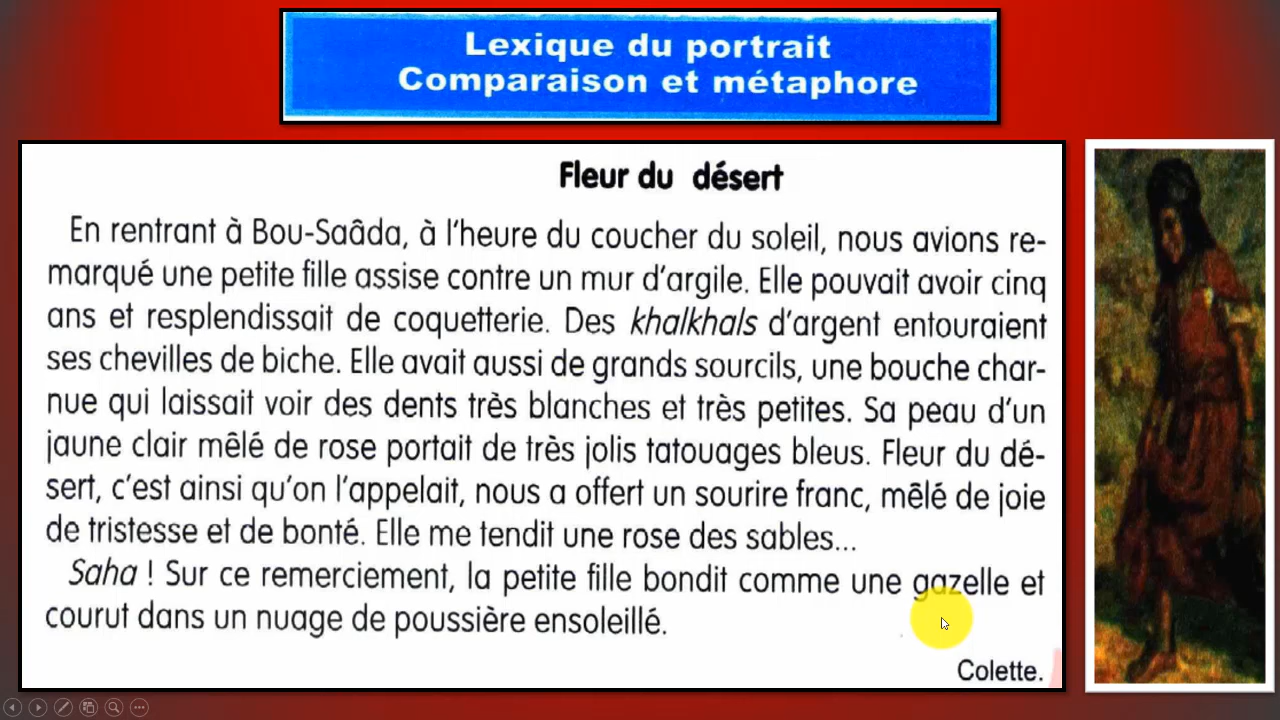 Lexique du portrait
Comparaison et métaphore
Fleur du désert
En rentrant à Bou-Saâda, à l'heure du coucher du soleil, nous avions re-
marqué une petite fille assise contre un mur d'argile. Elle pouvait avoir cinq
ans et resplendissait de coquetterie. Des khalkhals d'argent entouraient
ses chevilles de biche. Elle avait aussi de grands sourcils, une bouche char-
nue qui laissait voir des dents très blanches et très petites. Sa peau d'un
jaune clair mêlé de rose portait de très jolis tatouages bleus. Fleur du dé-
sert, c'est ainsi qu'on l'appelait, nous a offert un sourire franc, mêlé de joie
de tristesse et de bonté. Elle me tendit une rose des sables...
Saha ! Sur ce remerciement, la petite fille bondit comme une gazelle et
courut dans un nuage de poussière ensoleillé.
Colette.